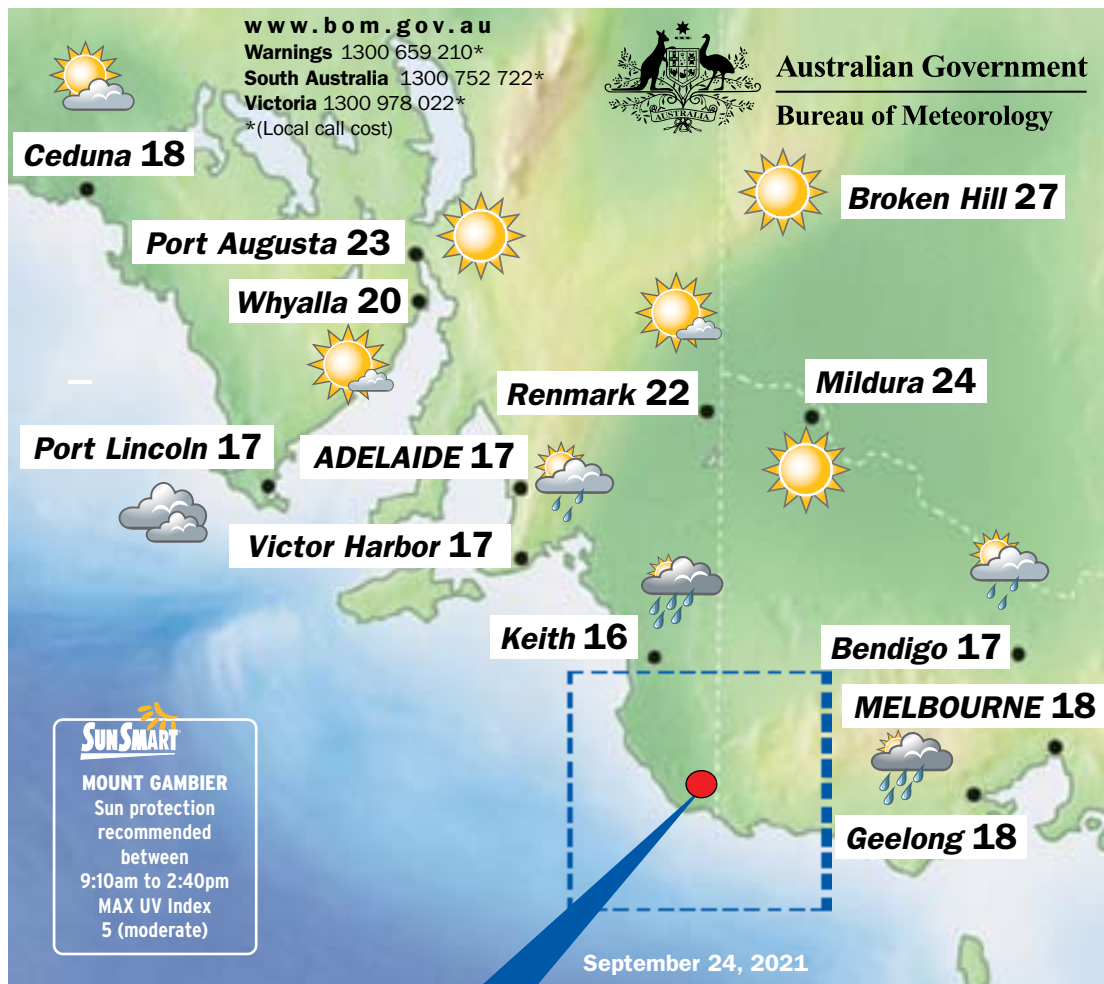 www.bom.gov.au
Warnings 1300 659 210*
South Australia 1300 752 722*
Victoria 1300 978 022*
*(Local call cost)
AUSTRALIA
Australian Government
Bureau of Meteorology
Ceduna 18
Broken Hill 27
Port Augusta 23
Whyalla 20
Renmark 22
Mildura 24
Port Lincoln 17
ADELAIDE 17
Victor Harbor 17
Keith 16
Bendigo 17
MELBOURNE 18
Geelong 18
SUNSMART
MOUNT GAMBIER
Sun protection
recommended
between
9:10am to 2:40pm
MAX UV Index
5 (moderate)
September 24, 2021